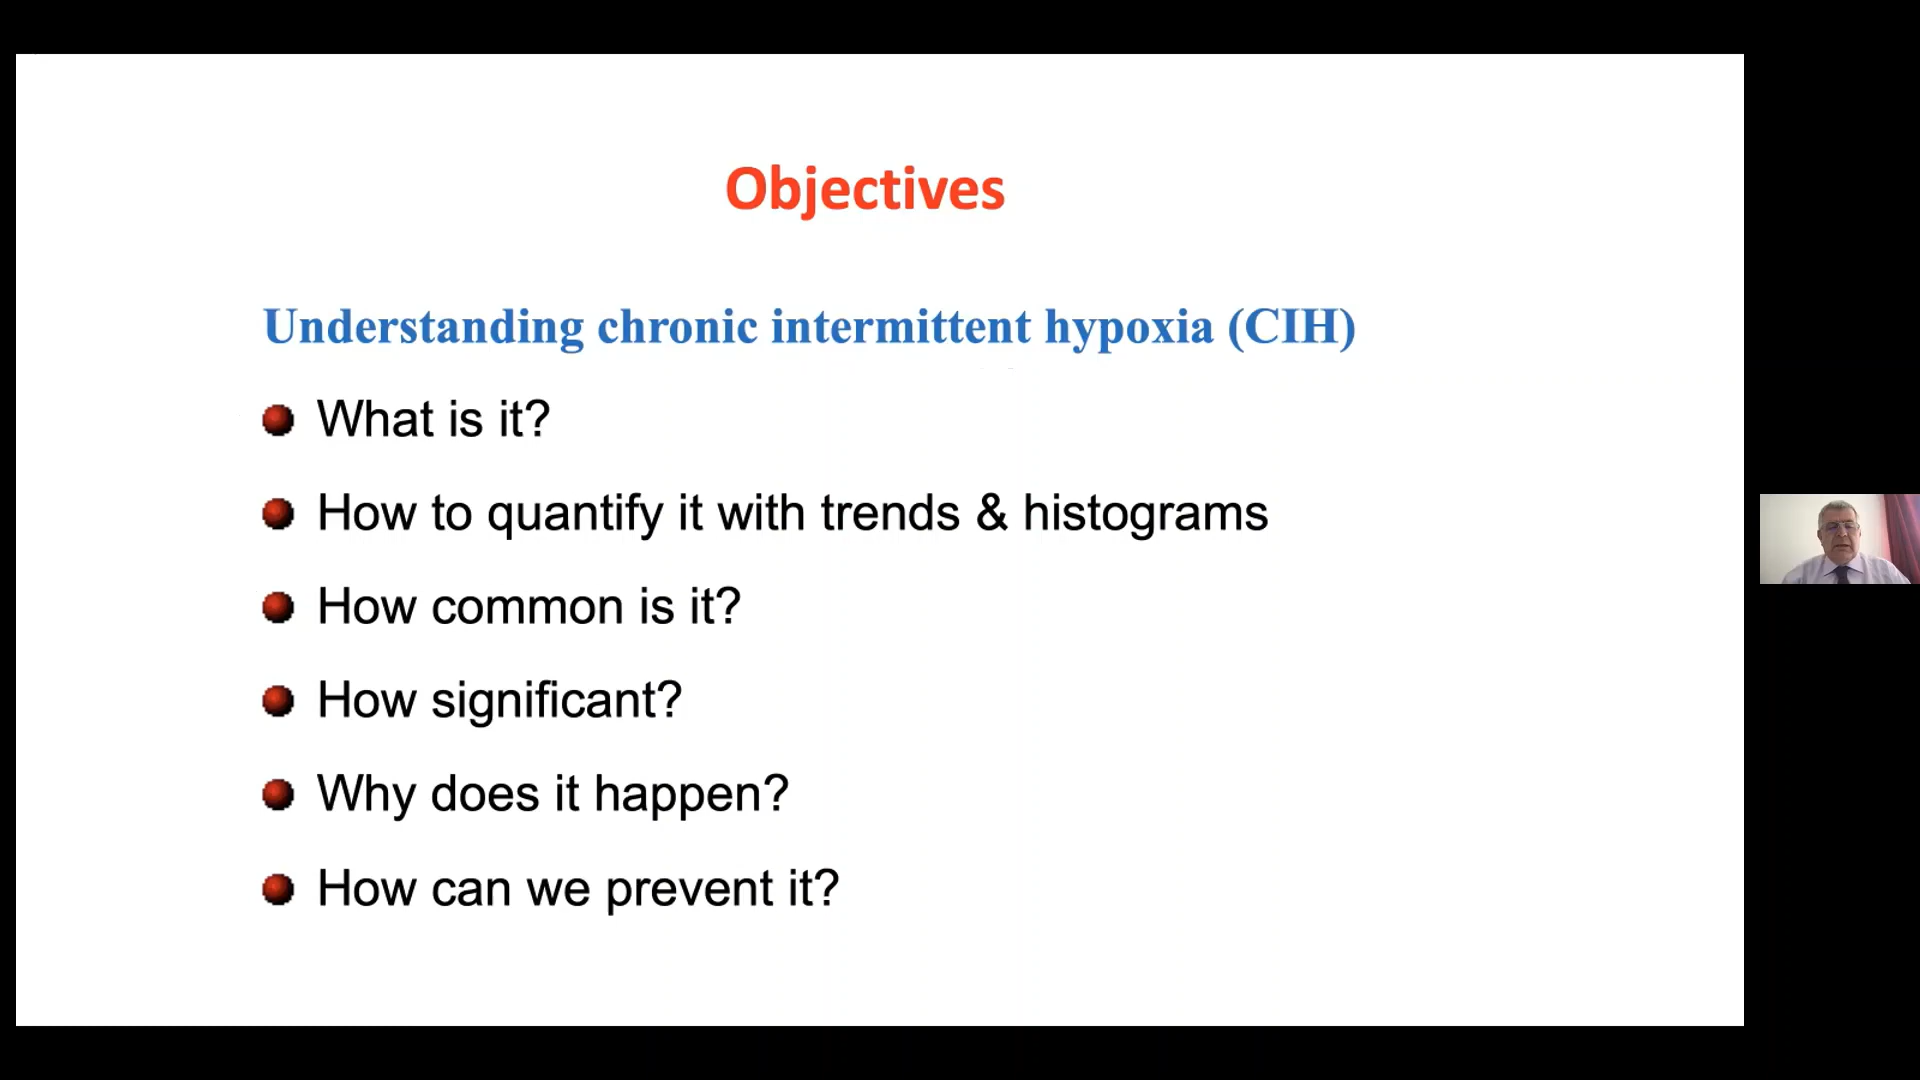 Objectives
Understanding chronic intermittent hypoxia (CIH)
What is it?
How to quantify it with trends & histograms
How common is it?
How significant?
Why does it happen?
How can we prevent it?